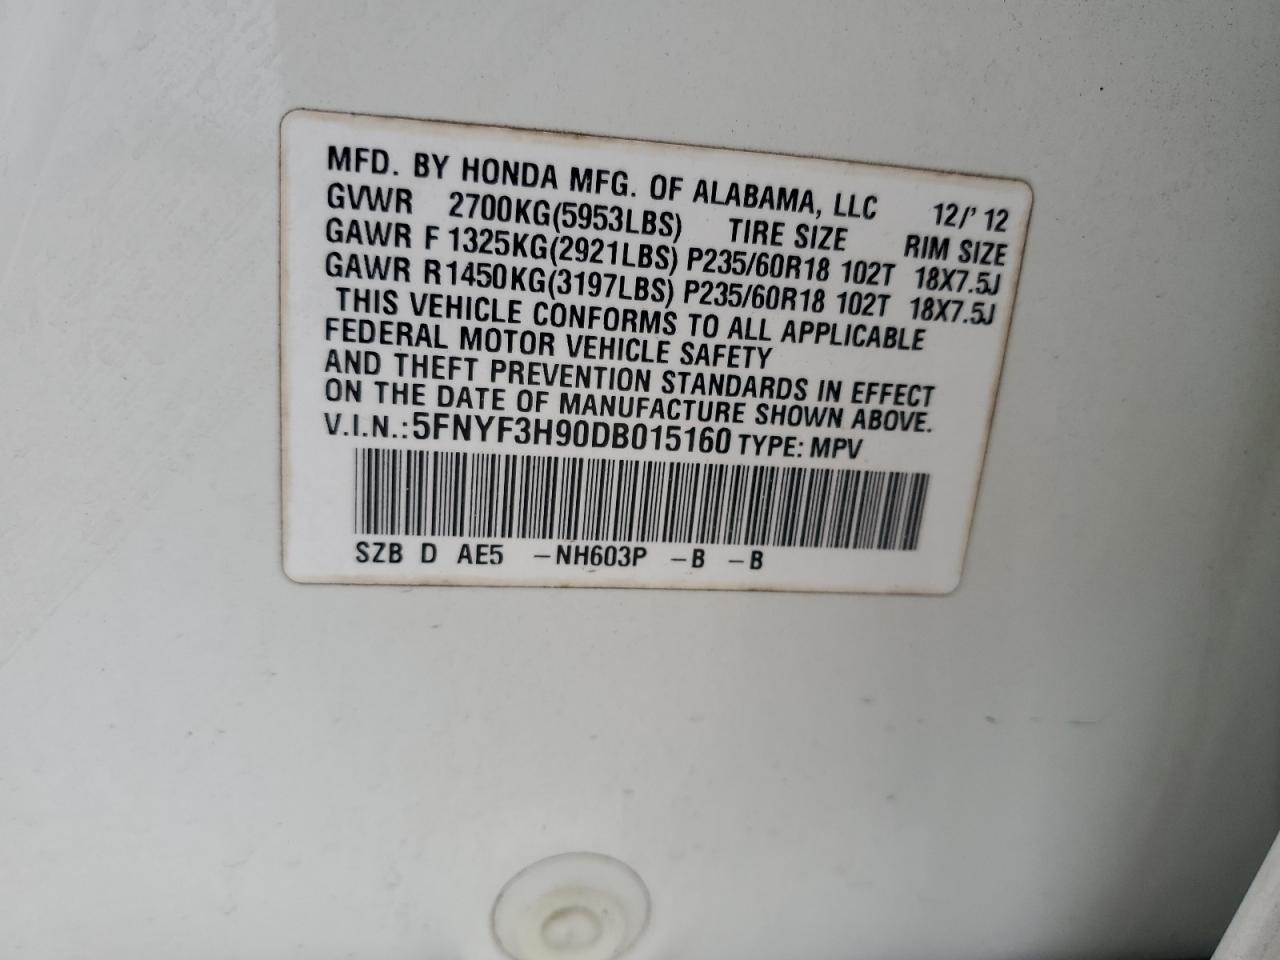 MFD. BY HONDA MFG. OF ALABAMA, LLC 12/' 12
GVWR 2700KG(5953LBS) TIRE SIZE RIM SIZE
GAWR F 1325KG(2921LBS) P235/60R18 102T 18X7.5J
GAWR R1450KG(3197LBS) P235/60R18 102T 18X7.5J
THIS VEHICLE CONFORMS TO ALL APPLICABLE
FEDERAL MOTOR VEHICLE SAFETY
AND THEFT PREVENTION STANDARDS IN EFFECT
ON THE DATE OF MANUFACTURE SHOWN ABOVE.
V.I.N.:5FNYF3H90DB015160 TYPE: MPV
SZB D AE5 -NH603P -B -B